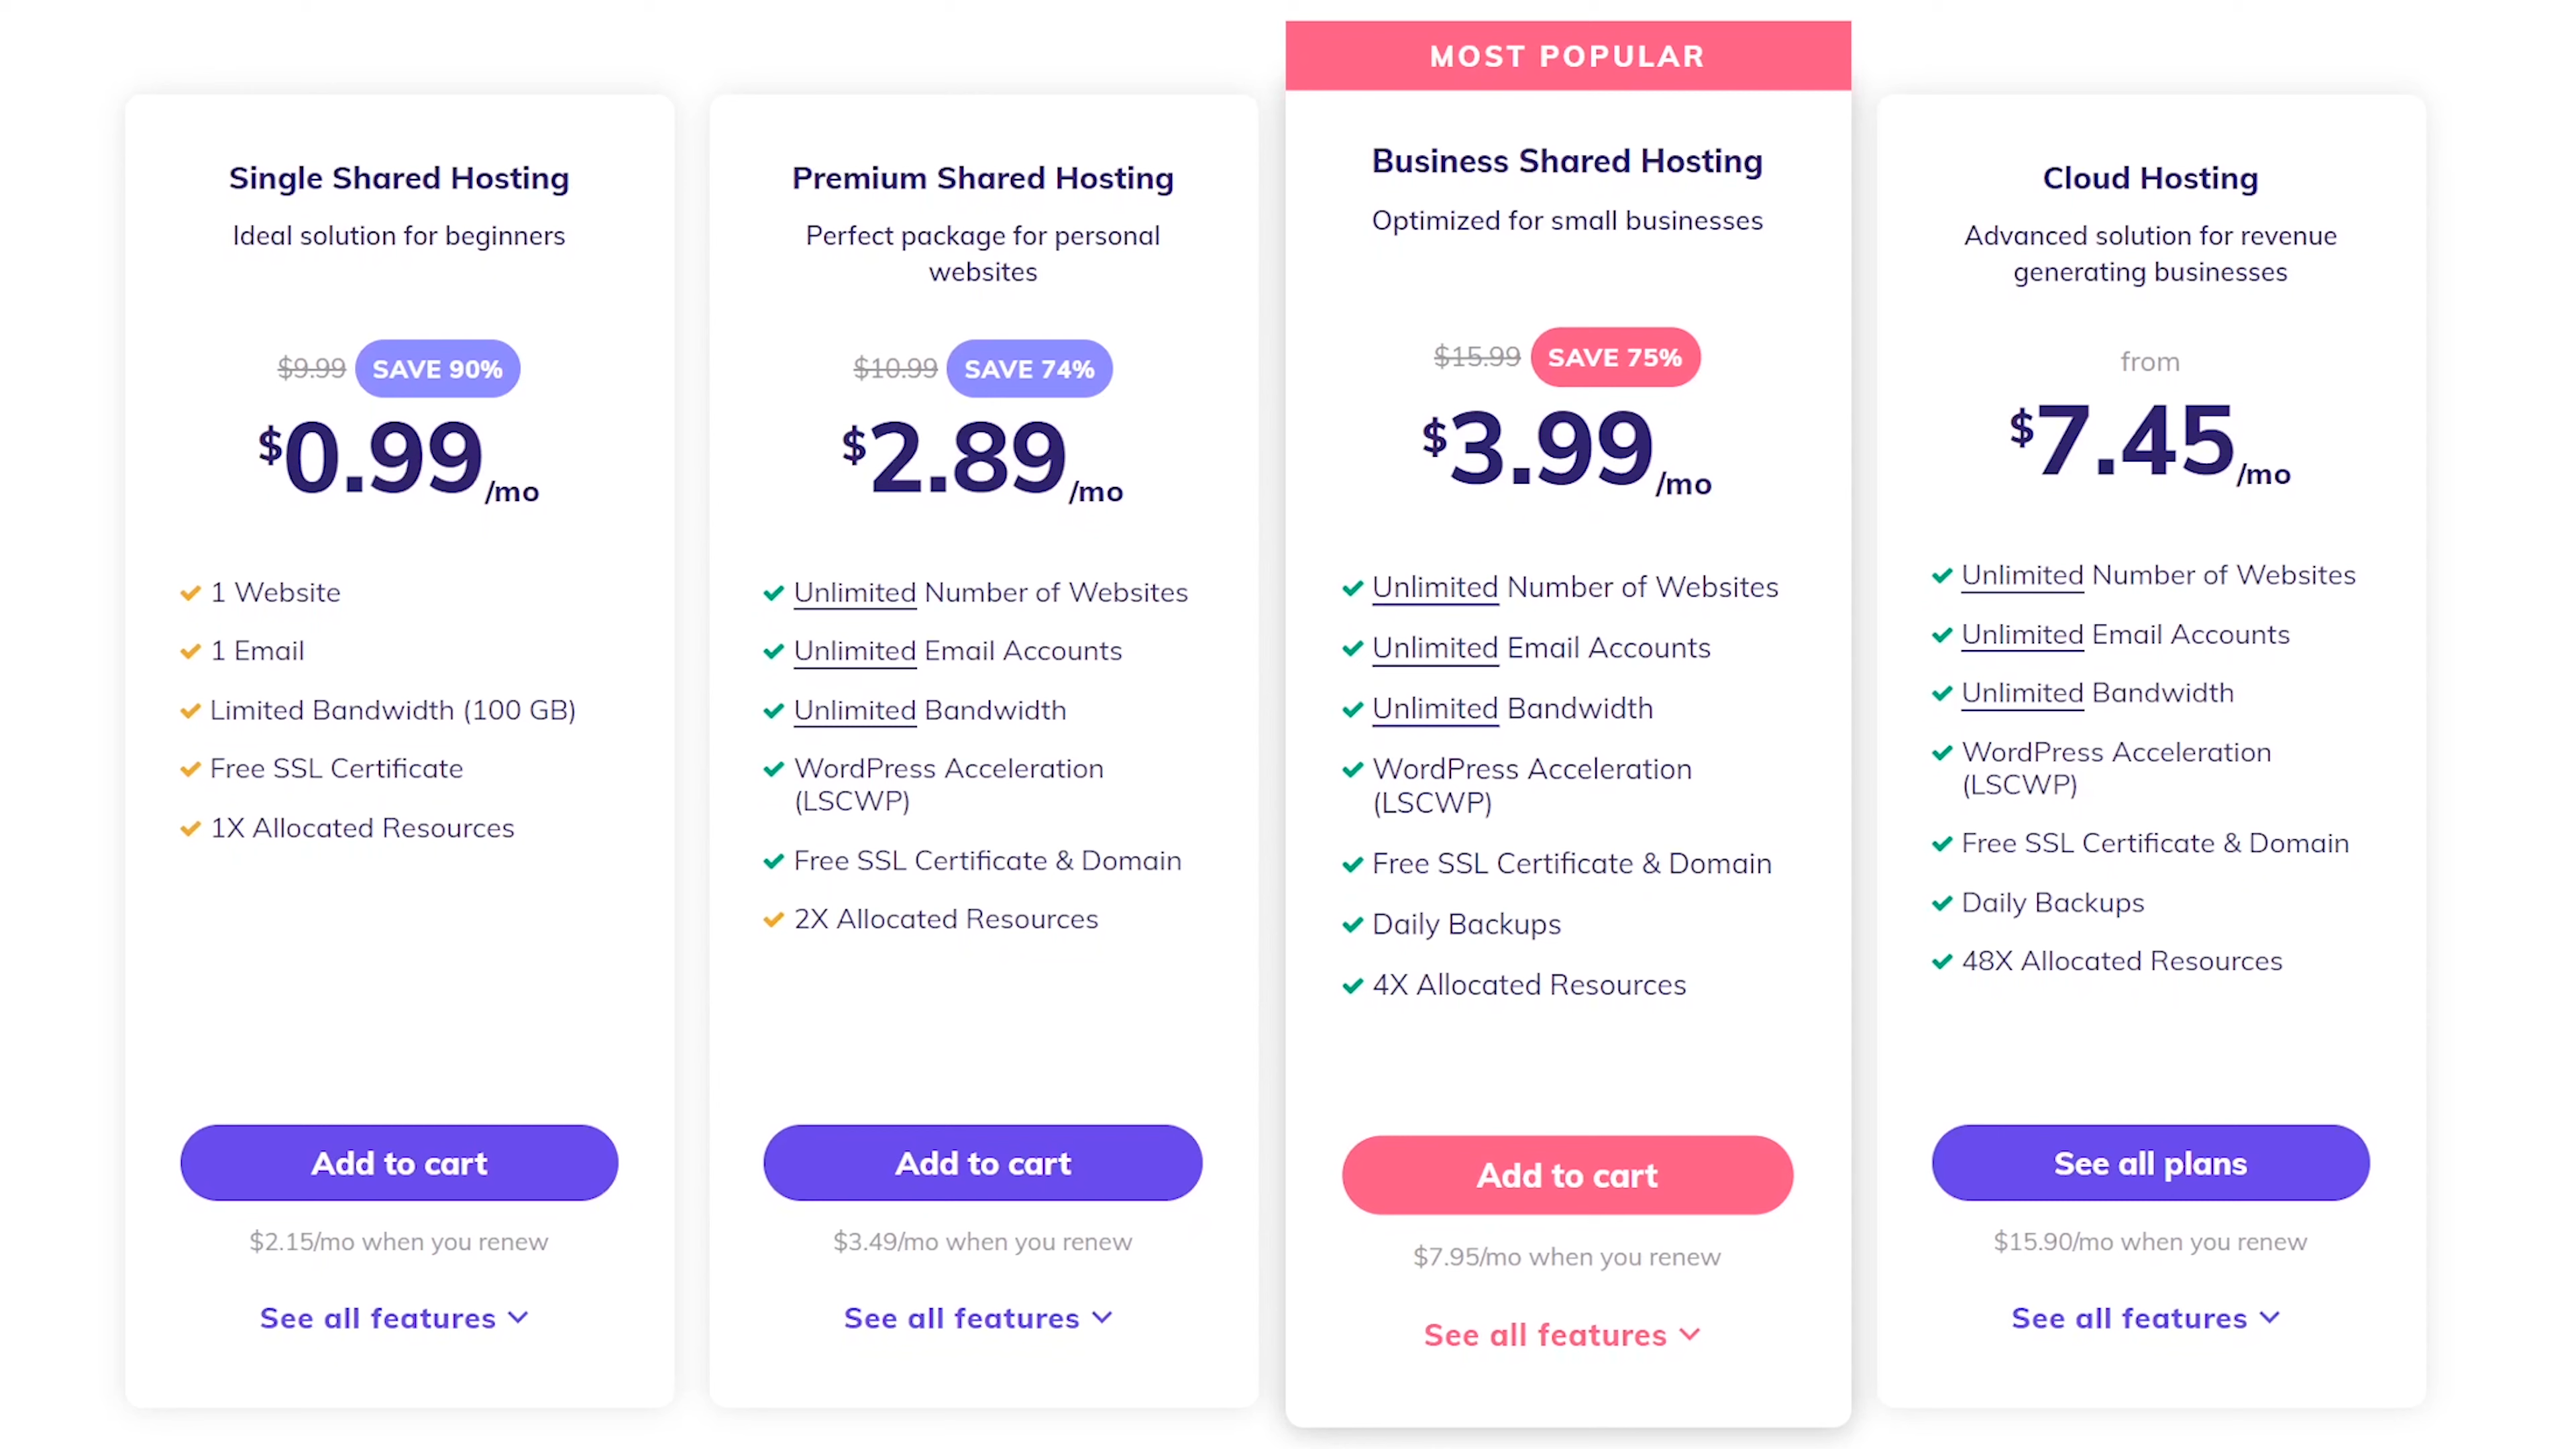 Single Shared Hosting
Ideal solution for beginners
$9.99 SAVE 90%
$0.99/mo
1 Website
1 Email
Limited Bandwidth (100 GB)
Free SSL Certificate
1X Allocated Resources
Add to cart
$2.15/mo when you renew
See all features
Premium Shared Hosting
Perfect package for personal
websites
$10.99 SAVE 74%
$2.89/mo
Unlimited Number of Websites
Unlimited Email Accounts
Unlimited Bandwidth
WordPress Acceleration
(LSCWP)
Free SSL Certificate & Domain
2X Allocated Resources
Add to cart
$3.49/mo when you renew
See all features
MOST POPULAR
Business Shared Hosting
Optimized for small businesses
$15.99 SAVE 75%
$3.99/mo
Unlimited Number of Websites
Unlimited Email Accounts
Unlimited Bandwidth
WordPress Acceleration
(LSCWP)
Free SSL Certificate & Domain
Daily Backups
4X Allocated Resources
Add to cart
$7.95/mo when you renew
See all features
Cloud Hosting
Advanced solution for revenue
generating businesses
from
$7.45/mo
Unlimited Number of Websites
Unlimited Email Accounts
Unlimited Bandwidth
WordPress Acceleration
(LSCWP)
Free SSL Certificate & Domain
Daily Backups
48X Allocated Resources
See all plans
$15.90/mo when you renew
See all features